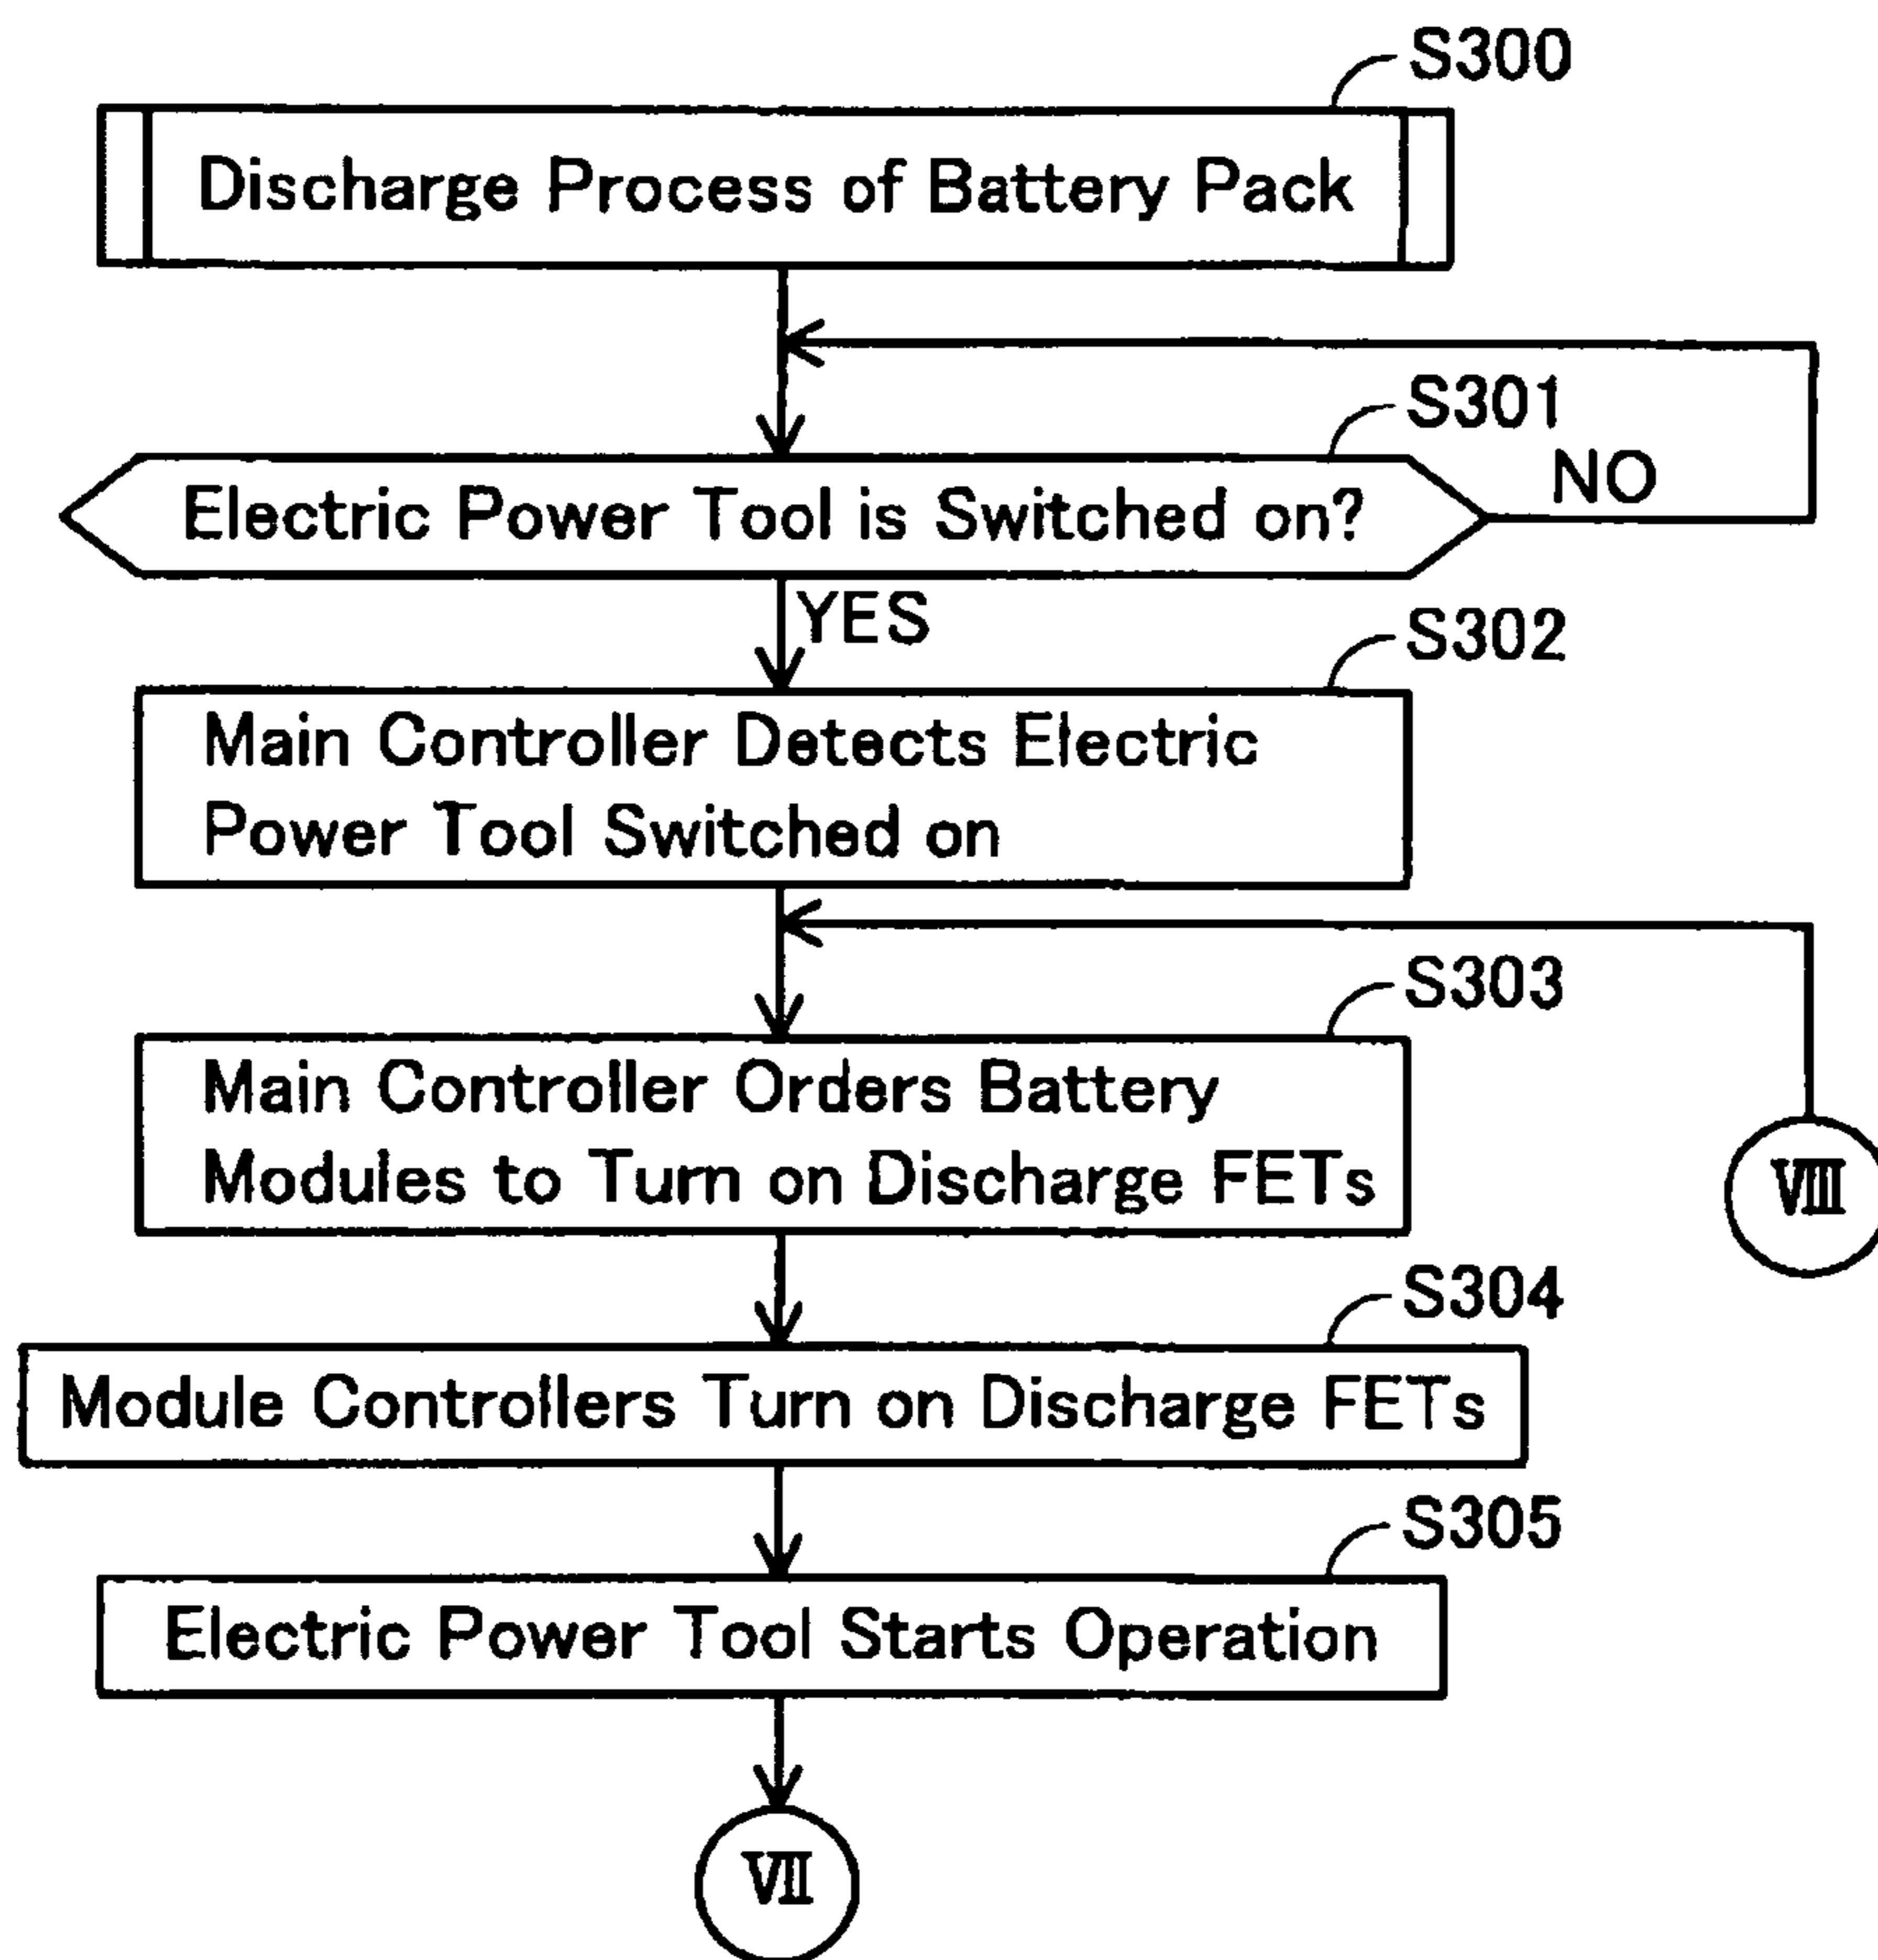 S300
Discharge Process of Battery Pack
S301
Electric Power Tool is Switched on?
NO
YES
S302
Main Controller Detects Electric
Power Tool Switched on
S303
Main Controller Orders Battery
Modules to Turn on Discharge FETs
VIII
S304
Module Controllers Turn on Discharge FETs
S305
Electric Power Tool Starts Operation
VII